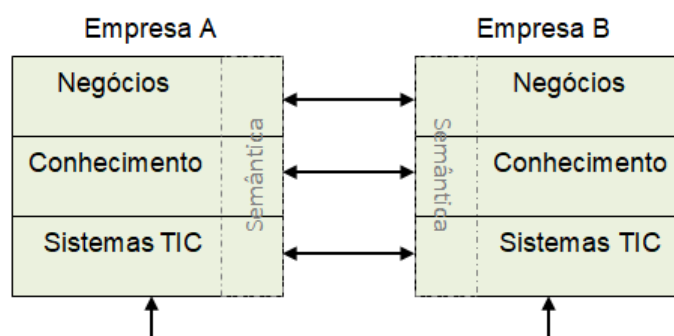 Empresa A
Empresa B
Negócios
Semântica
Semântica
Negócios
Conhecimento
Conhecimento
Sistemas TIC
Sistemas TIC